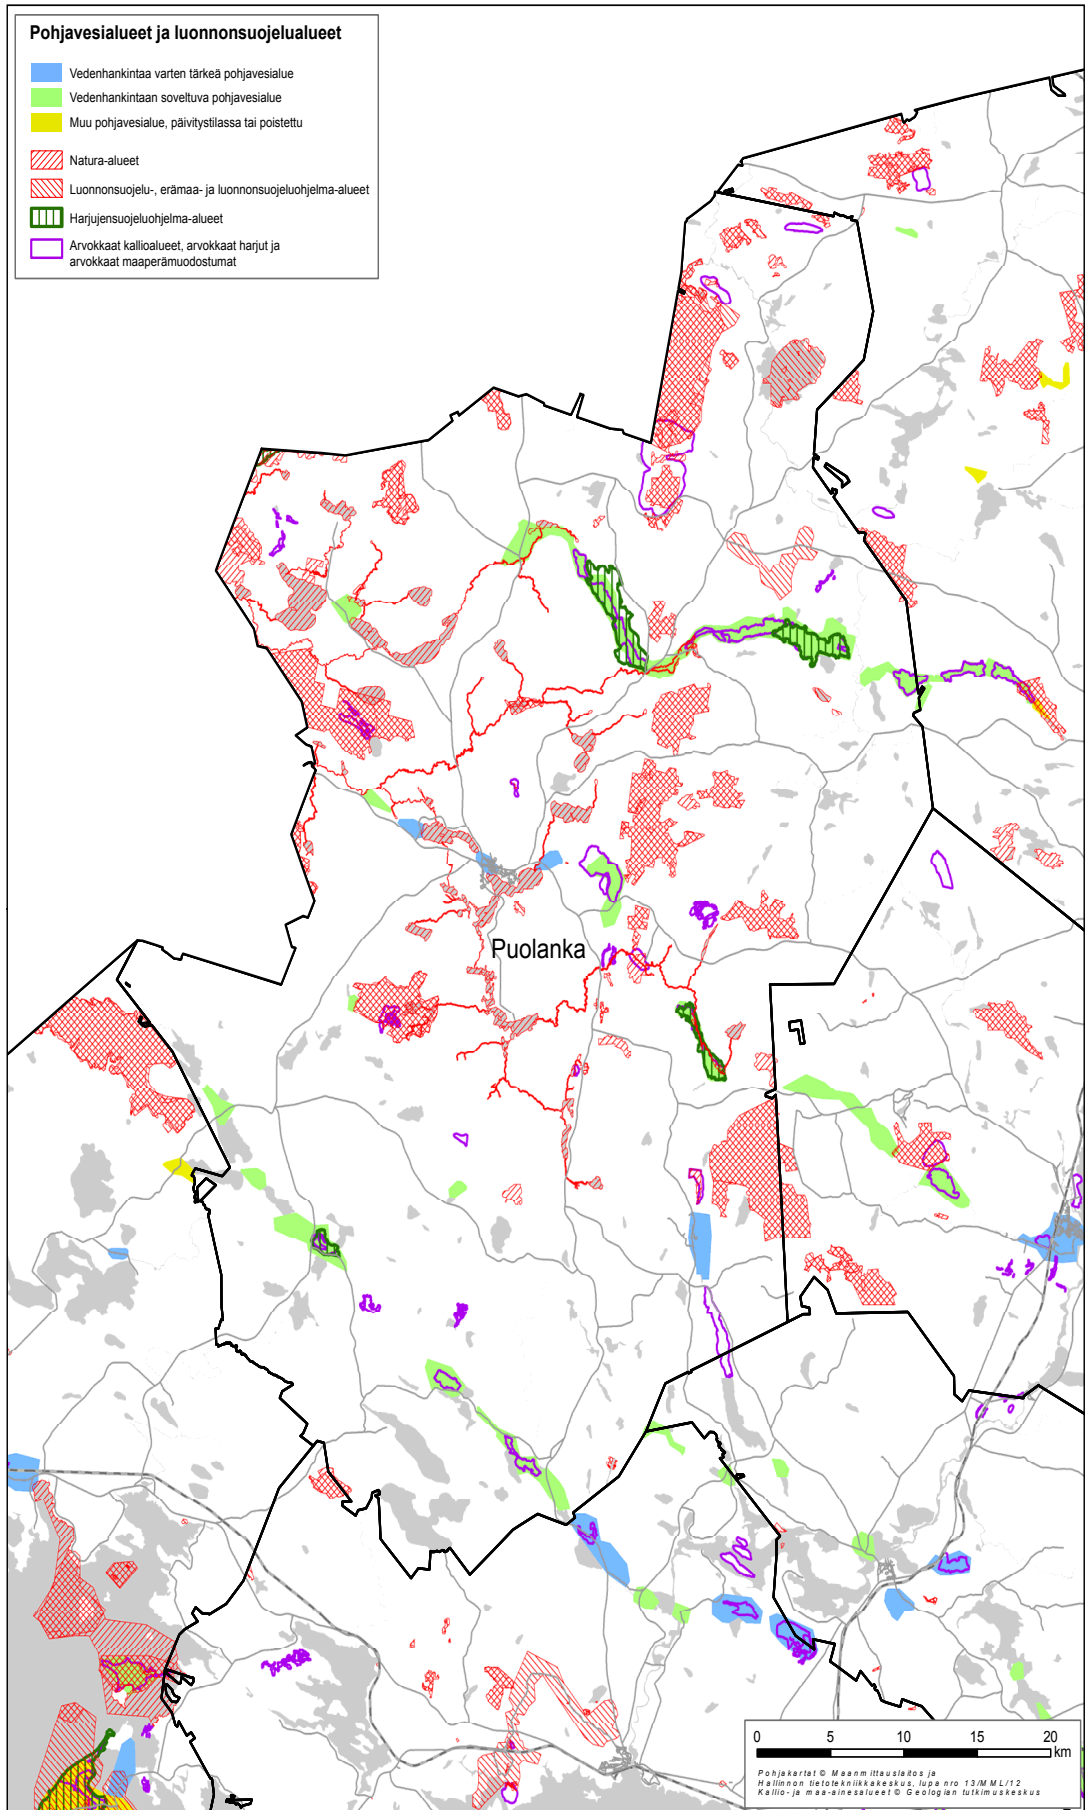 Pohjavesialueet ja luonnonsuojelualueet
Vedenhankintaa varten tärkeä pohjavesialue
Vedenhankintaan soveltuva pohjavesialue
Muu pohjavesialue, päivitystilassa tai poistettu
Natura-alueet
Luonnonsuojelu-, erämaa- ja luonnonsuojeluohjelma-alueet
Harjujensuojeluohjelma-alueet
Arvokkaat kallioalueet, arvokkaat harjut ja
arvokkaat maaperämuodostumat
Puolanka
0 5 10 15 20
km
Pohjakartat © Maanmittauslaitos ja
Hallinnon tietotekniikkakeskus, lupa nro 13/MML/12
Kallio- ja maa-ainesalueet © Geologian tutkimuskeskus